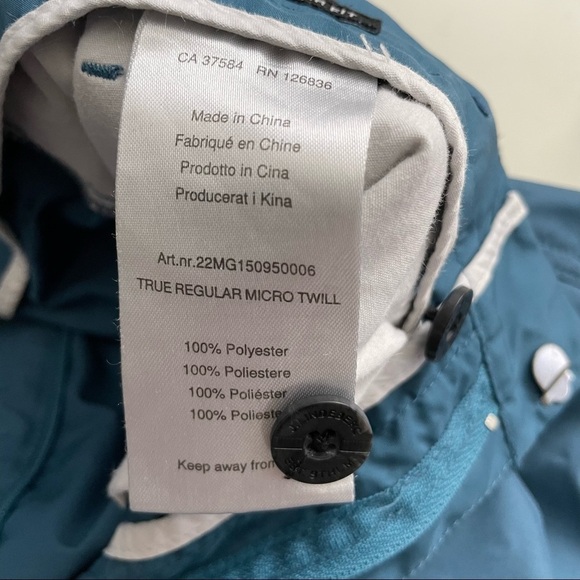 CA 37584 RN 126836
Made in China
Fabriqué en Chine
Prodotto in Cina
Producerat i Kina
Art.nr.22MG150950006
TRUE REGULAR MICRO TWILL
100% Polyester
100% Poliestere
100% Poliéster
100% Polieste
Keep away from